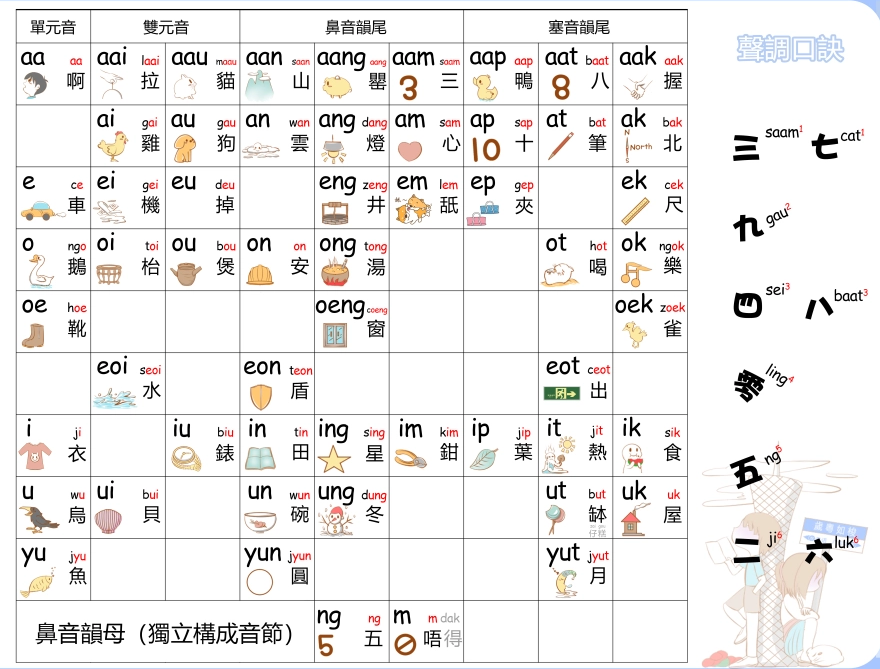 單元音 雙元音 鼻音韻尾 塞音韻尾
aa aa 啊 aai laai 拉 aau maau 貓 aan saan 山 aang aang 罌 aam saam 三 3 aap aap 鴨 aat baat 八 8 aak aak 握
ai gai 雞 au gau 狗 an wan 雲 ang dang 燈 am sam 心 ap sap 十 10 at bat 筆 ak bak 北 N North S
e ce 車 ei gei 機 eu deu 掉 eng zeng 井 em lem 舐 ep gep 夾 ek cek 尺
o ngo 鵝 oi toi 枱 ou bou 煲 on on 安 ong tong 湯 ot hot 喝 ok ngok 樂
oe hoe 靴 oeng coeng 窗 oek zoek 雀
eoi seoi 水 eon teon 盾 eot ceot 出
i ji 衣 iu biu 錶 in tin 田 ing sing 星 im kim 鉗 ip jip 葉 it jit 熱 ik sik 食
u wu 烏 ui bui 貝 un wun 碗 ung dung 冬 ut but 缽 仔糕 uk uk 屋
yu jyu 魚 yun jyun 圓 yut jyut 月
鼻音韻母（獨立構成音節） ng ng 五 5 m m dak 唔得
聲調口訣
三 saam1 七 cat1
九 gau2
四 sei3 八 baat3
零 ling4
五 ng5
二 ji6 六 luk6